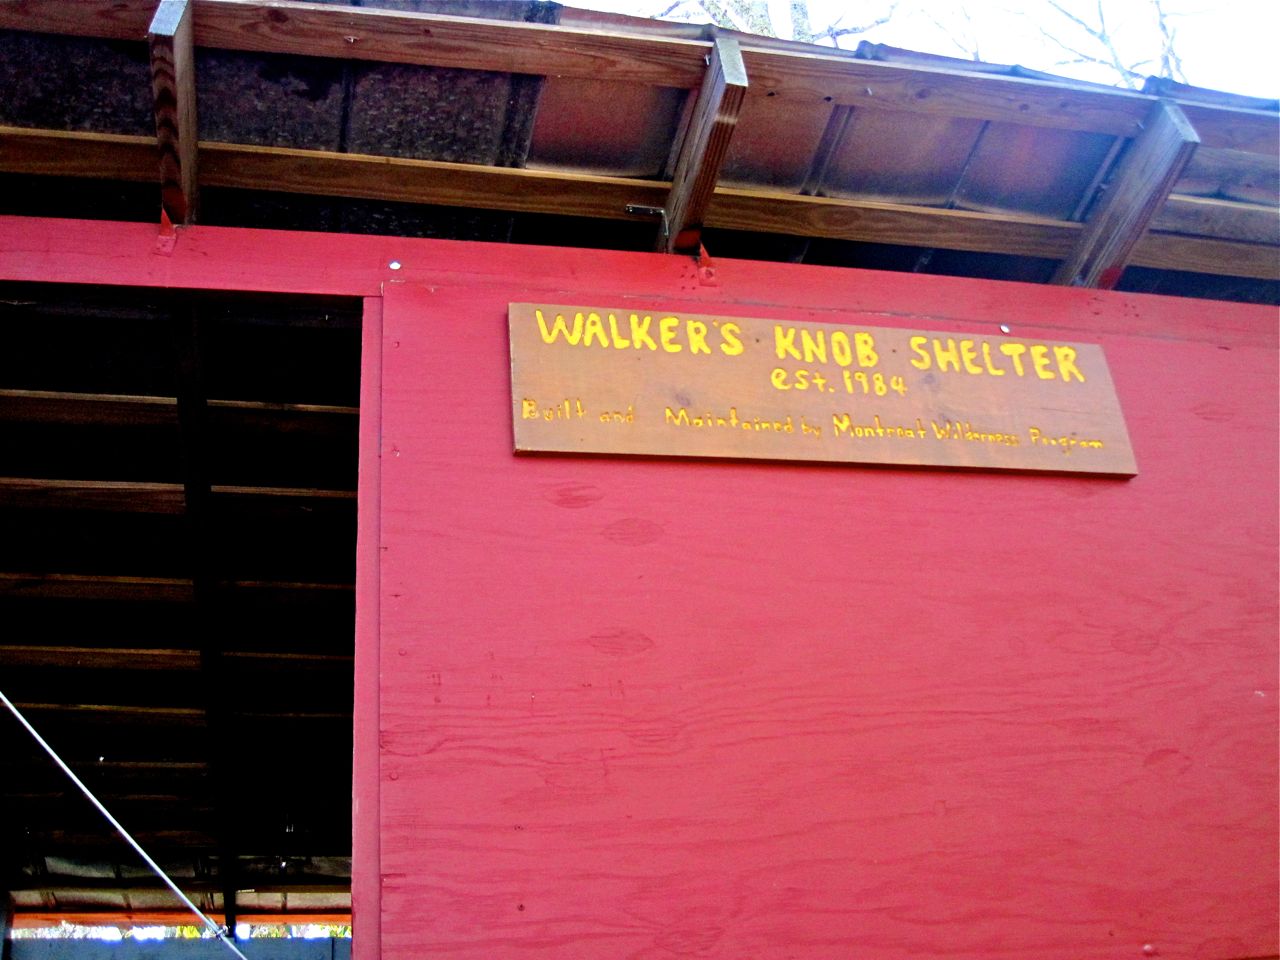 WALKER'S KNOB SHELTER
est. 1984
Built and Maintained by Montreat Wilderness Program